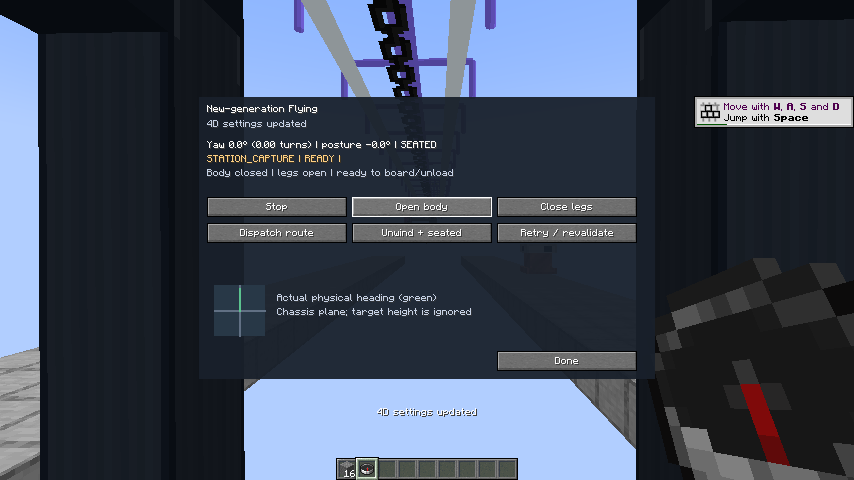 New-generation Flying
4D settings updated
Yaw 0.0° (0.00 turns) | posture -0.0° | SEATED
STATION_CAPTURE | READY |
Body closed | legs open | ready to board/unload
Stop
Open body
Close legs
Dispatch route
Unwind + seated
Retry / revalidate
Actual physical heading (green)
Chassis plane; target height is ignored
Done
Move with W, A, S and D
Jump with Space
4D settings updated
16